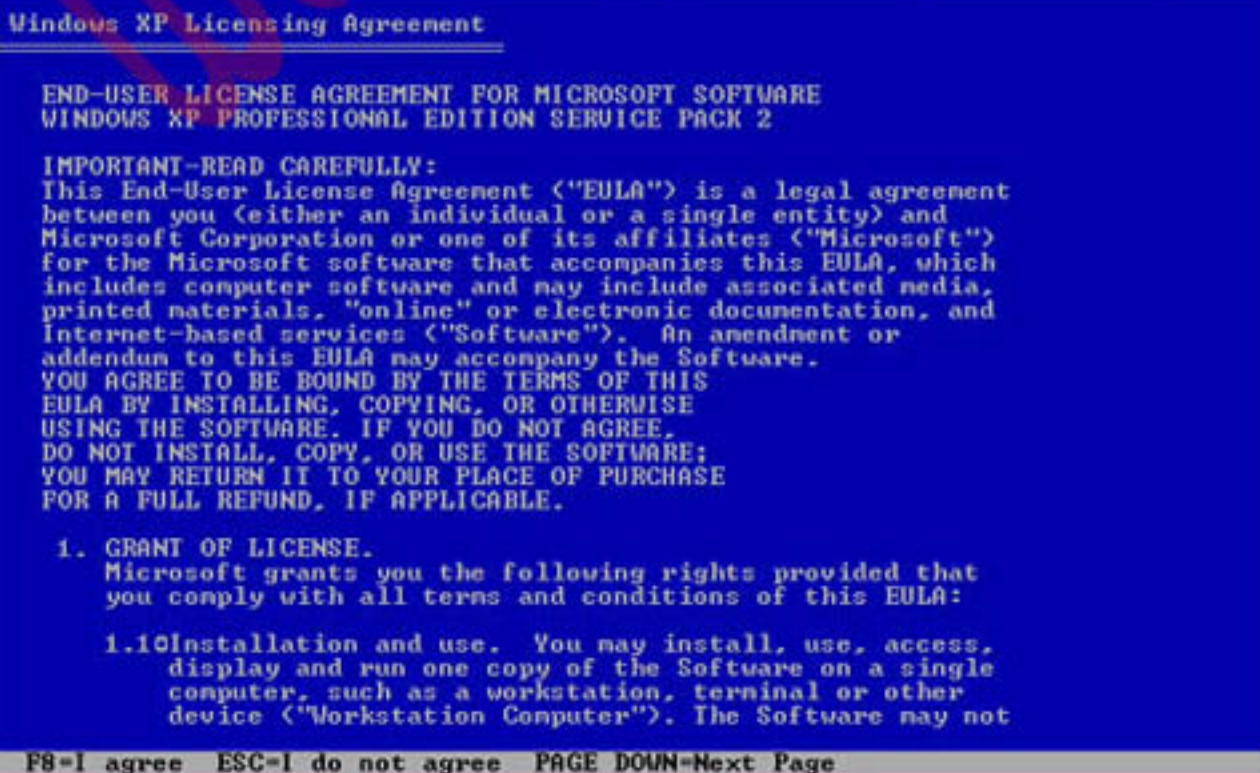 Windows XP Licensing Agreement
END-USER LICENSE AGREEMENT FOR MICROSOFT SOFTWARE
WINDOWS XP PROFESSIONAL EDITION SERVICE PACK 2
IMPORTANT-READ CAREFULLY:
This End-User License Agreement ("EULA") is a legal agreement
between you (either an individual or a single entity) and
Microsoft Corporation or one of its affiliates ("Microsoft")
for the Microsoft software that accompanies this EULA, which
includes computer software and may include associated media,
printed materials, "online" or electronic documentation, and
Internet-based services ("Software").  An amendment or
addendum to this EULA may accompany the Software.
YOU AGREE TO BE BOUND BY THE TERMS OF THIS
EULA BY INSTALLING, COPYING, OR OTHERWISE
USING THE SOFTWARE. IF YOU DO NOT AGREE,
DO NOT INSTALL, COPY, OR USE THE SOFTWARE;
YOU MAY RETURN IT TO YOUR PLACE OF PURCHASE
FOR A FULL REFUND, IF APPLICABLE.
1. GRANT OF LICENSE.
Microsoft grants you the following rights provided that
you comply with all terms and conditions of this EULA:
1.1◘Installation and use.  You may install, use, access,
display and run one copy of the Software on a single
computer, such as a workstation, terminal or other
device ("Workstation Computer"). The Software may not
F8=I agree  ESC=I do not agree  PAGE DOWN=Next Page